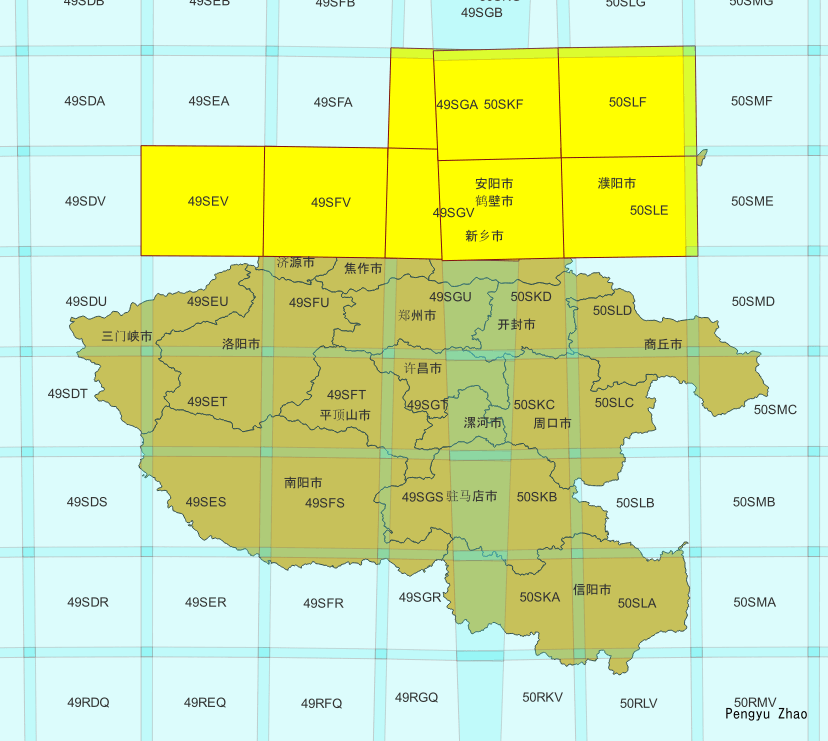 49SDB 49SEB 49SFB 50SLG 50SMG
49SGB
49SDA 49SEA 49SFA 49SGA 50SKF 50SLF 50SMF
安阳市 濮阳市
49SDV 49SEV 49SFV 鹤壁市 50SME
49SGV 50SLE
新乡市
济源市 焦作市
49SDU 49SEU 49SFU 49SGU 50SKD 50SMD
郑州市 50SLD
开封市
三门峡市 洛阳市 商丘市
许昌市
49SDT 49SET 49SFT 49SGT 50SKC 50SLC 50SMC
平顶山市 漯河市 周口市
南阳市
49SDS 49SES 49SFS 49SGS 驻马店市 50SKB 50SLB 50SMB
信阳市
49SDR 49SER 49SFR 49SGR 50SKA 50SLA 50SMA
49RDQ 49REQ 49RFQ 49RGQ 50RKV 50RLV 50RMV
Pengyu Zhao